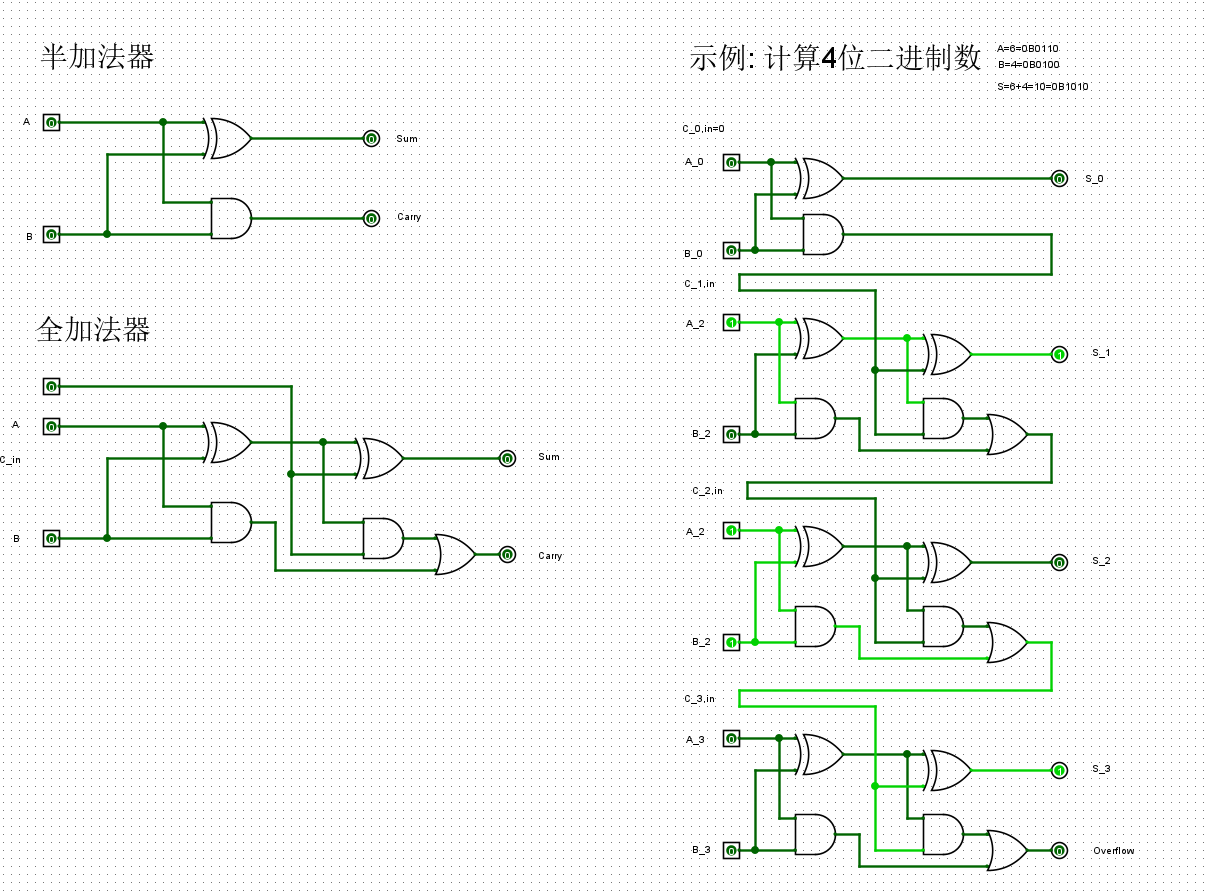 半加法器
A
0
0
Sum
0
Carry
B
0
全加法器
0
A
0
C_in
0
Sum
B
0
0
Carry
示例: 计算4位二进制数
A=6=0B0110
B=4=0B0100
S=6+4=10=0B1010
C_0,in=0
A_0
0
0
S_0
B_0
0
C_1,in
A_2
1
1
S_1
B_2
0
C_2,in
A_2
1
0
S_2
B_2
1
C_3,in
A_3
0
1
S_3
B_3
0
0
Overflow